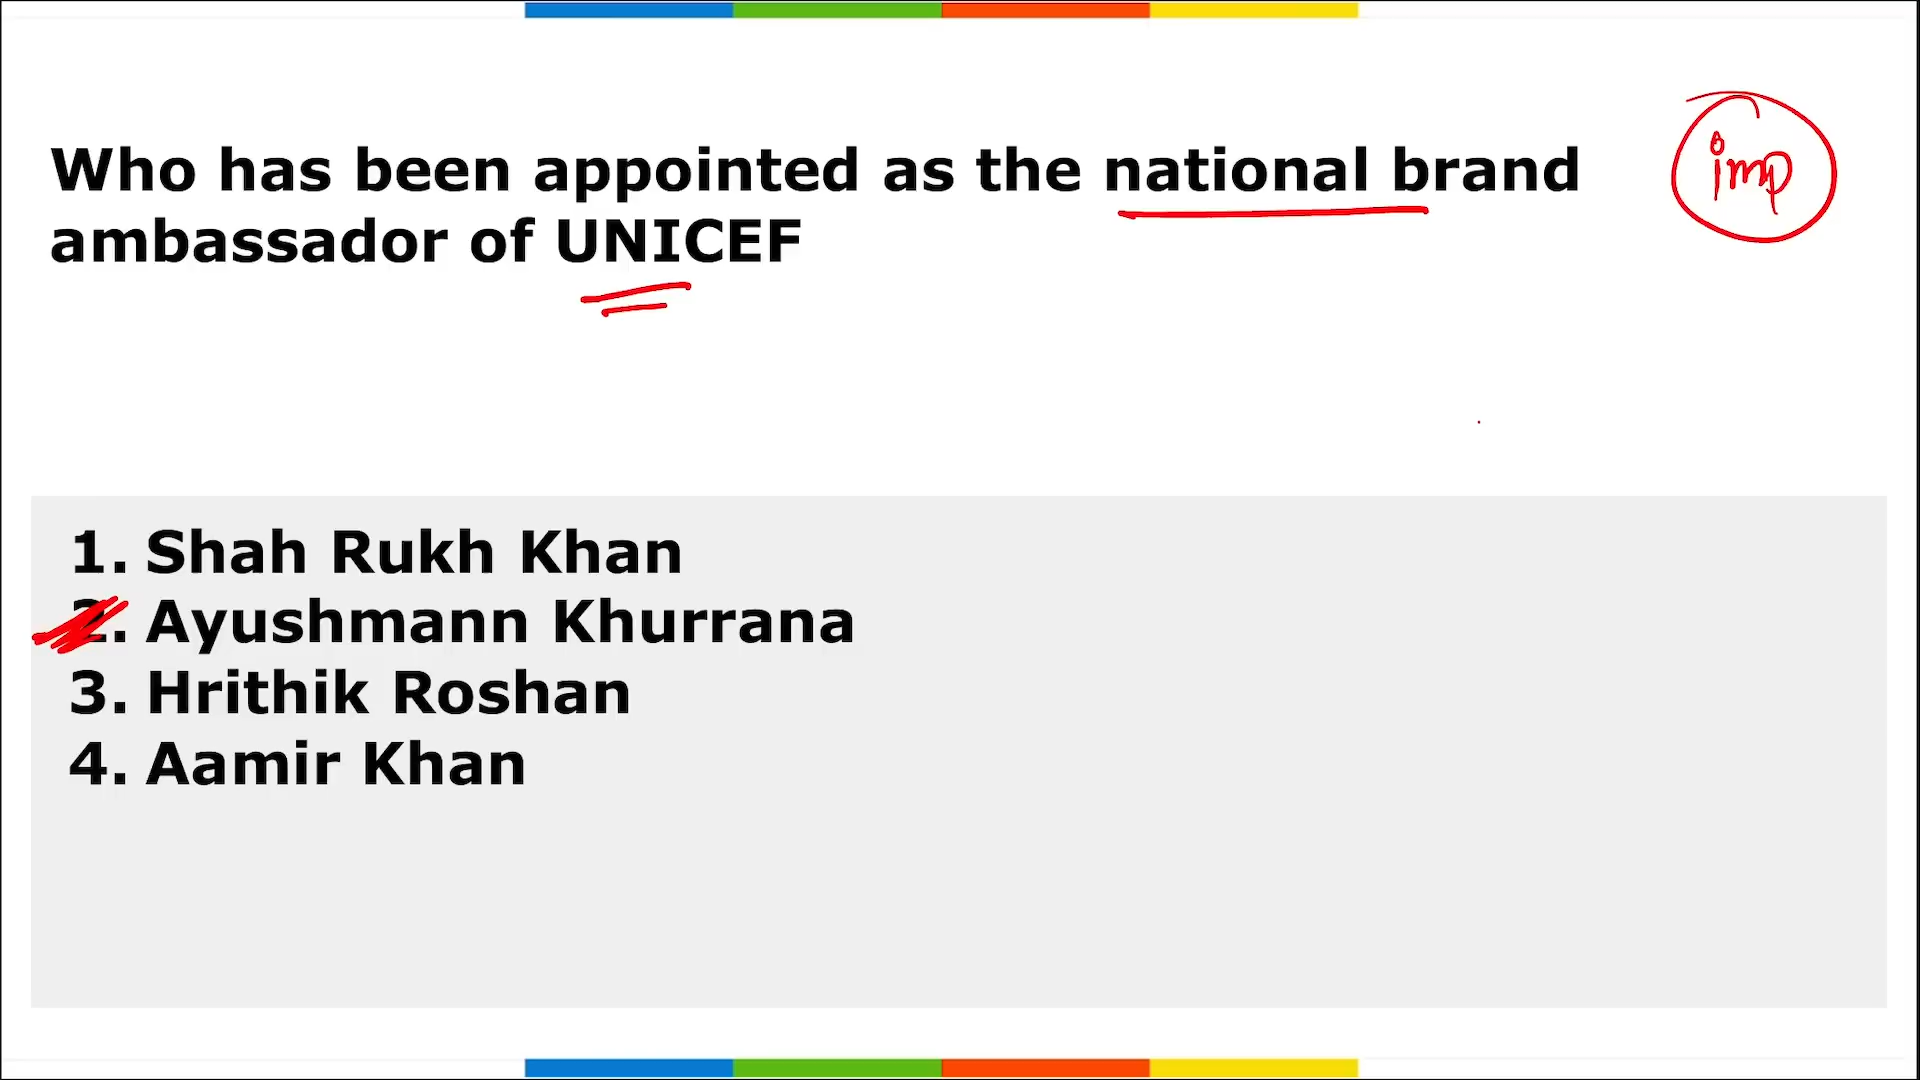 Who has been appointed as the national brand
ambassador of UNICEF
imp
1. Shah Rukh Khan
2. Ayushmann Khurrana
3. Hrithik Roshan
4. Aamir Khan